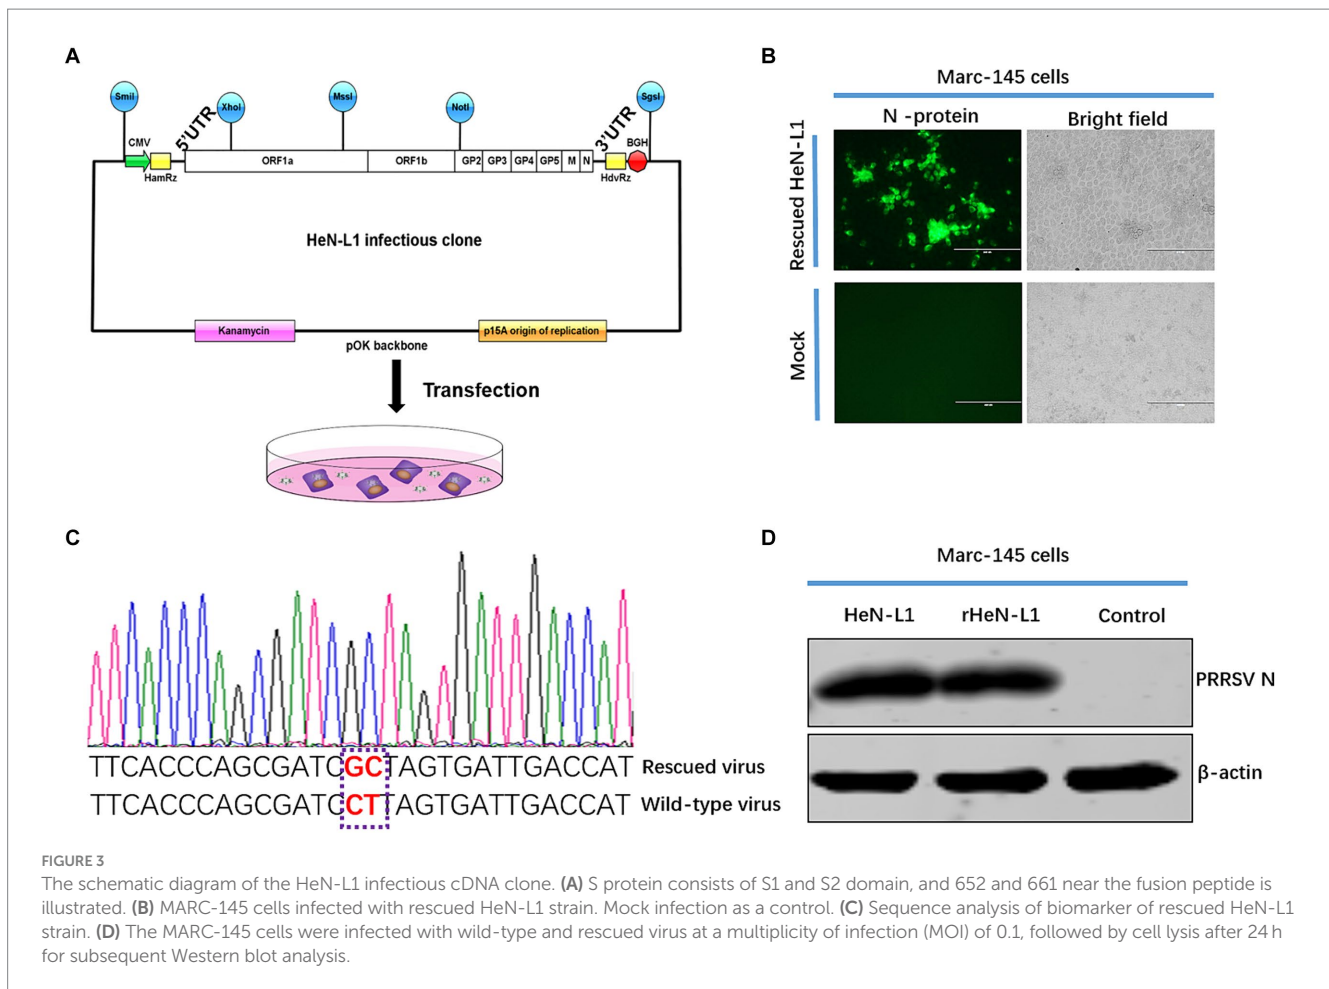 A
SmiI
XhoI
MssI
NotI
SgsI
CMV
5'UTR
3'UTR
BGH
ORF1a
ORF1b
GP2
GP3
GP4
GP5
M
N
HamRz
HdvRz
HeN-L1 infectious clone
Kanamycin
p15A origin of replication
pOK backbone
Transfection
B
Marc-145 cells
N -protein
Bright field
Rescued HeN-L1
Mock
C
TTCACCCAGCGATCGCTAGTGATTGACCAT Rescued virus
TTCACCCAGCGATCCTTAGTGATTGACCAT Wild-type virus
D
Marc-145 cells
HeN-L1 rHeN-L1 Control
PRRSV N
β-actin
FIGURE 3
The schematic diagram of the HeN-L1 infectious cDNA clone. (A) S protein consists of S1 and S2 domain, and 652 and 661 near the fusion peptide is
illustrated. (B) MARC-145 cells infected with rescued HeN-L1 strain. Mock infection as a control. (C) Sequence analysis of biomarker of rescued HeN-L1
strain. (D) The MARC-145 cells were infected with wild-type and rescued virus at a multiplicity of infection (MOI) of 0.1, followed by cell lysis after 24 h
for subsequent Western blot analysis.